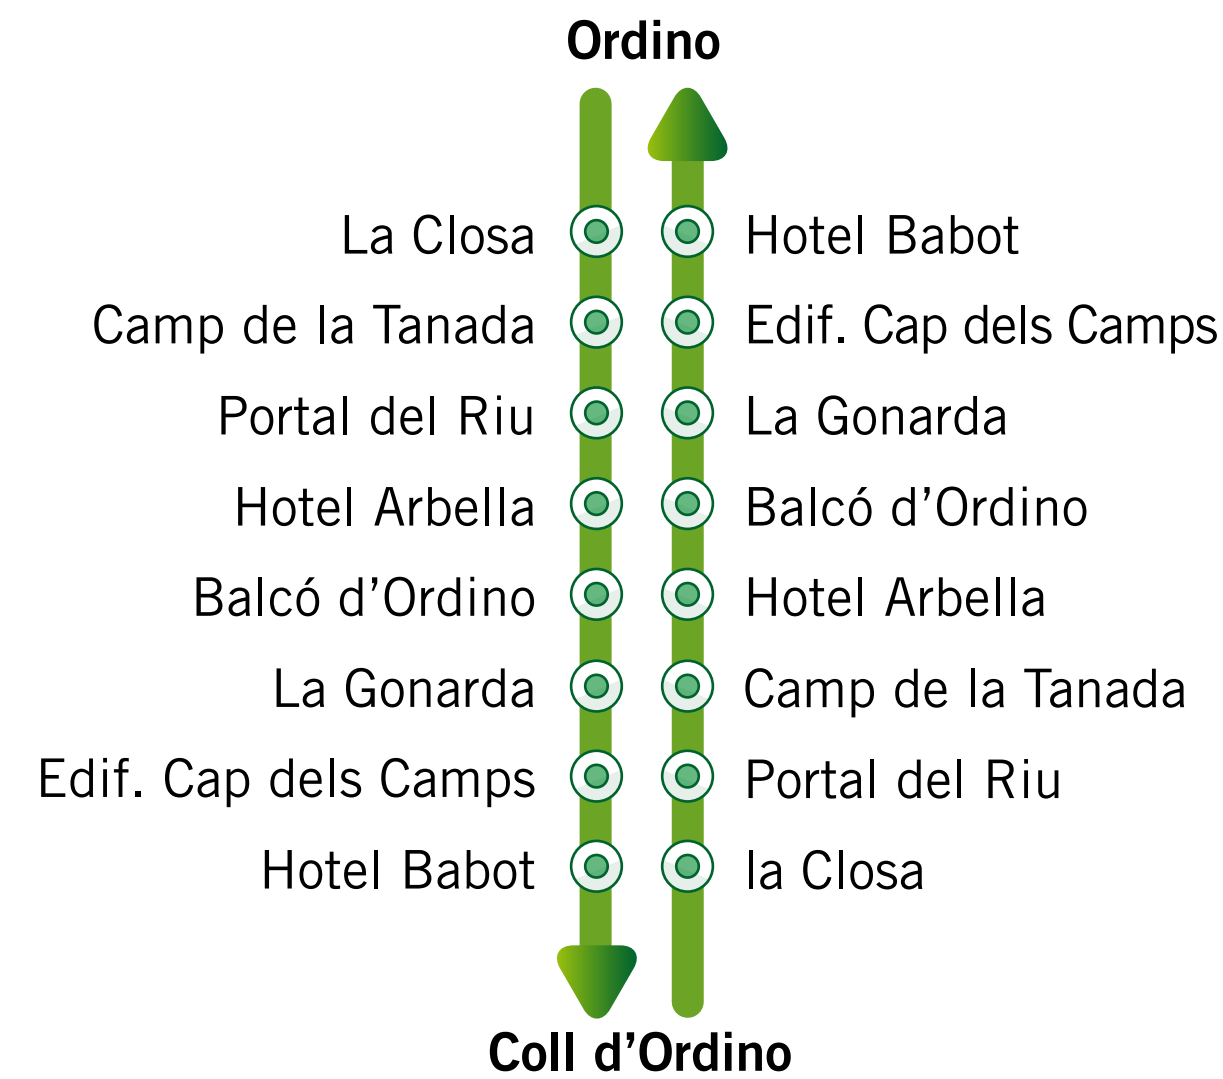 Ordino
La Closa
Hotel Babot
Camp de la Tanada
Edif. Cap dels Camps
Portal del Riu
La Gonarda
Hotel Arbella
Balcó d’Ordino
Balcó d’Ordino
Hotel Arbella
La Gonarda
Camp de la Tanada
Edif. Cap dels Camps
Portal del Riu
Hotel Babot
la Closa
Coll d’Ordino